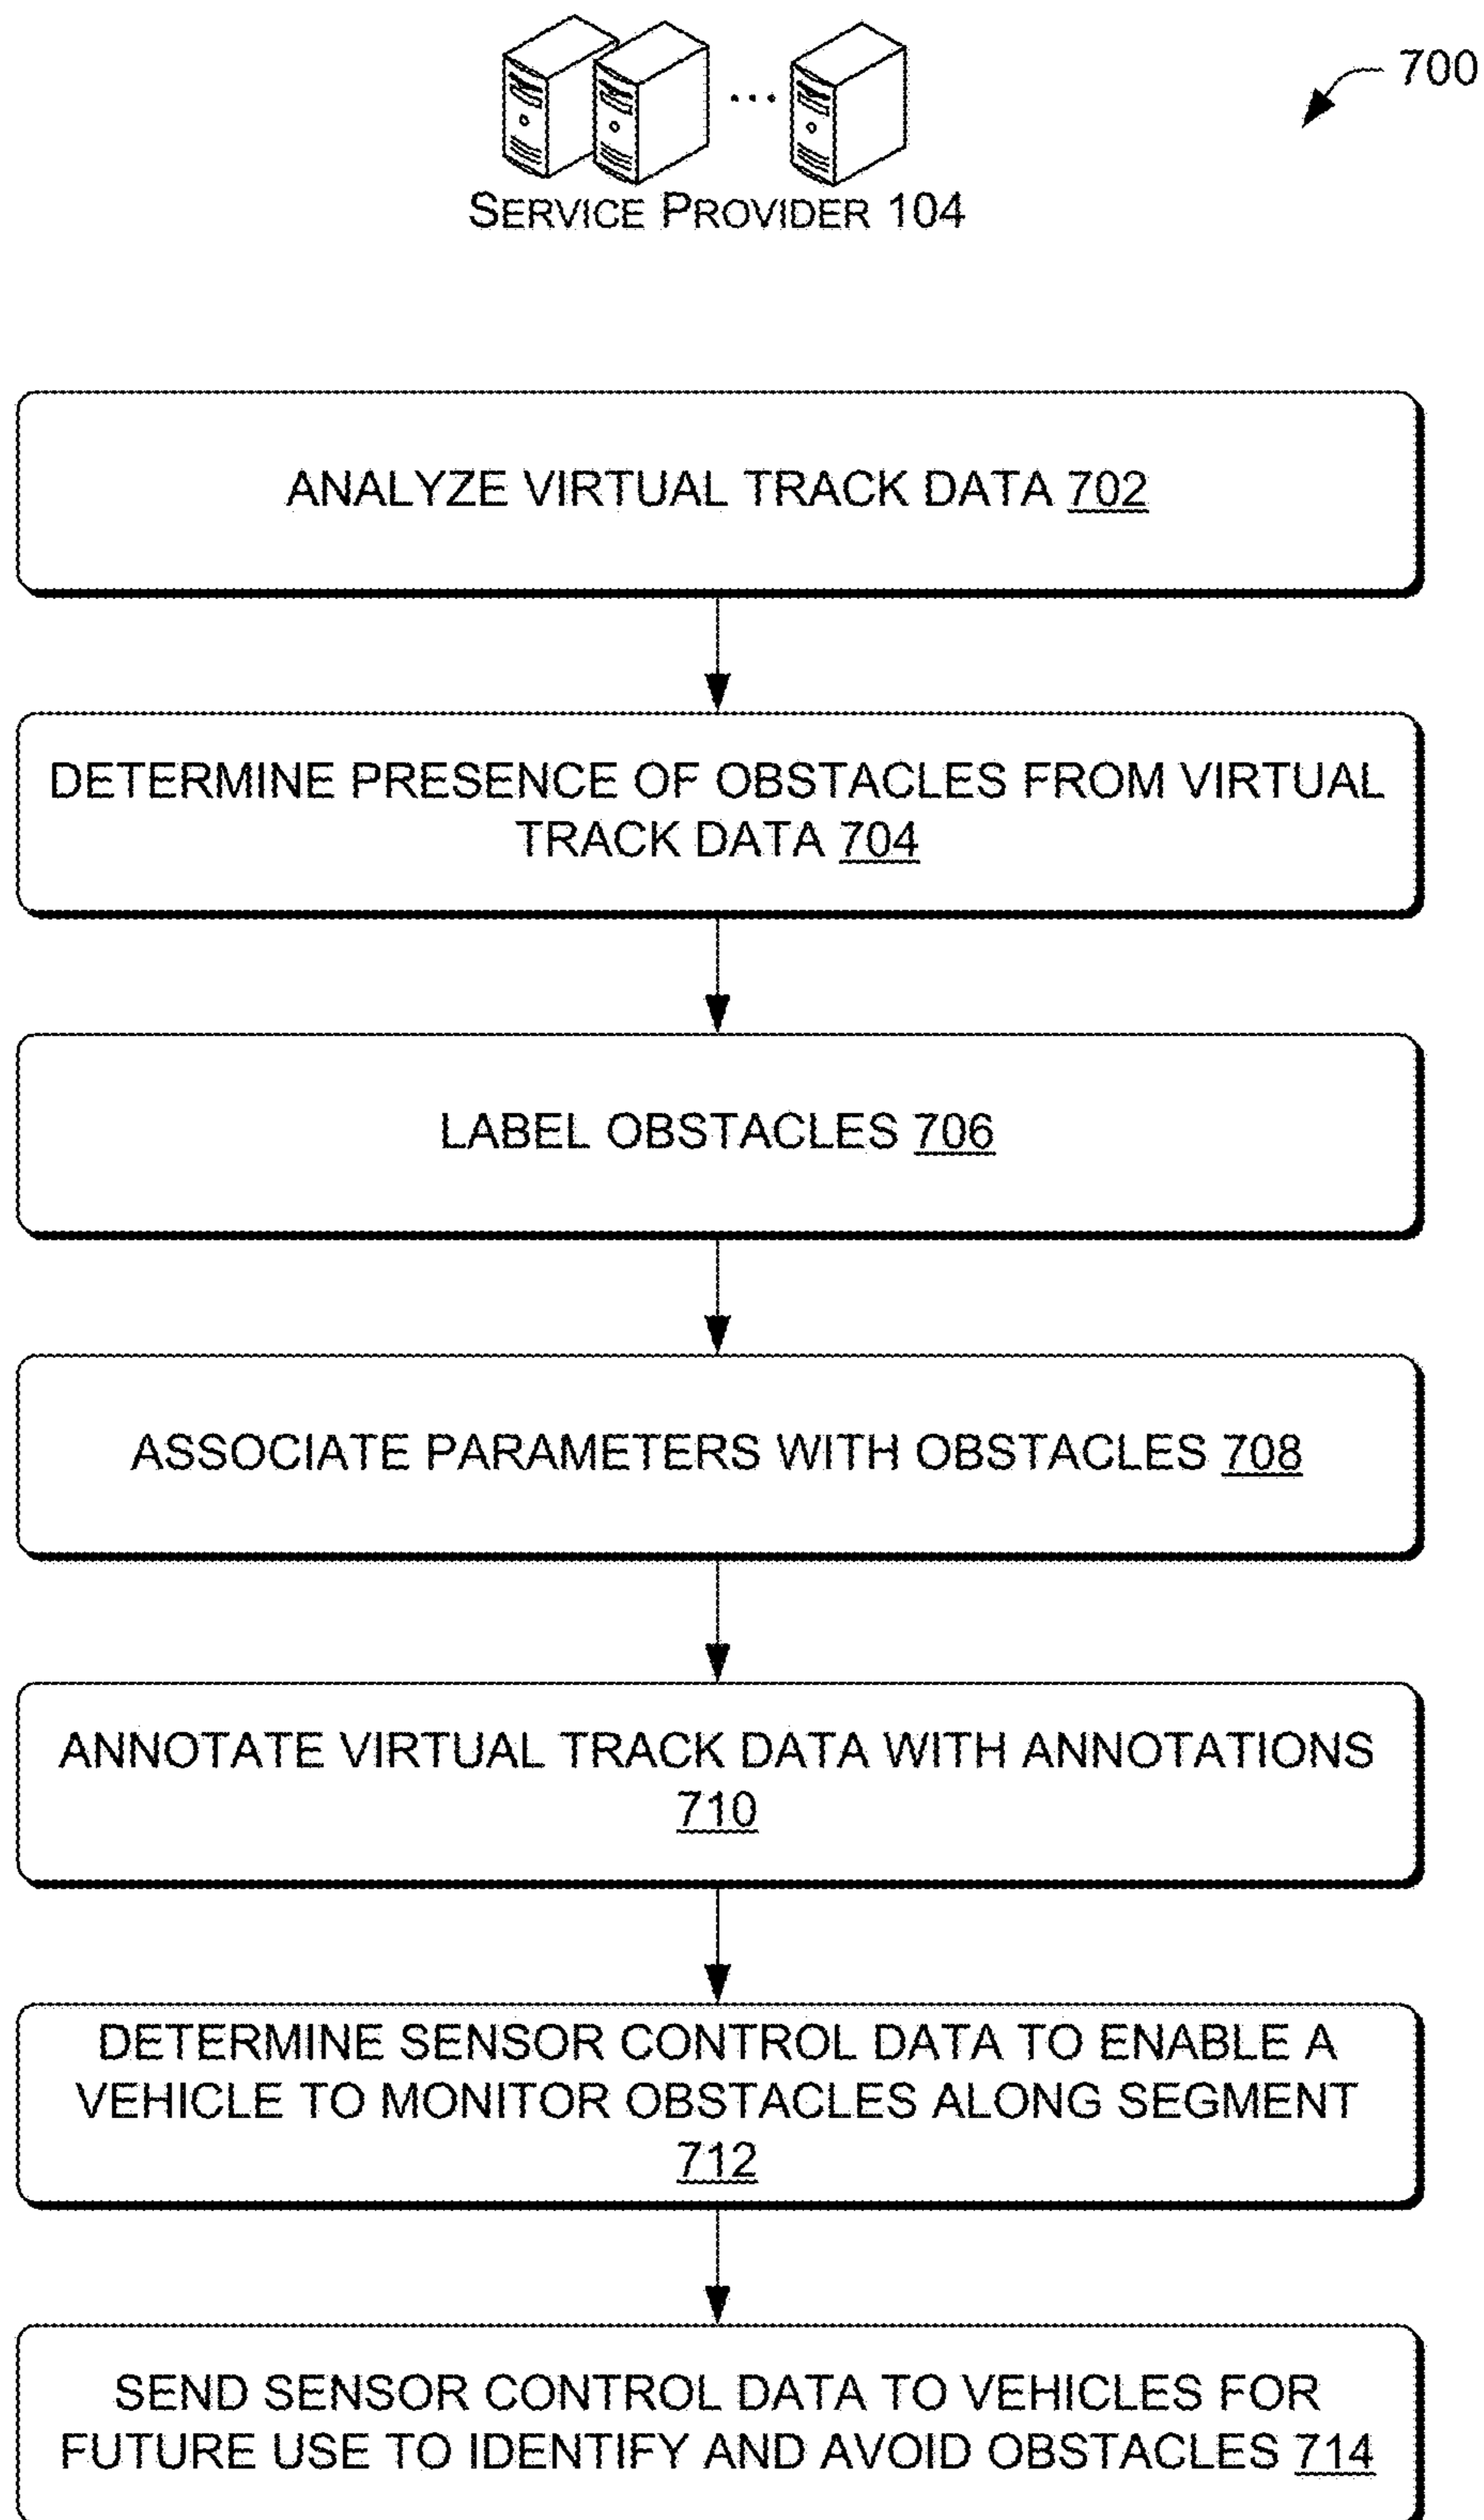 700
SERVICE PROVIDER 104
ANALYZE VIRTUAL TRACK DATA 702
DETERMINE PRESENCE OF OBSTACLES FROM VIRTUAL
TRACK DATA 704
LABEL OBSTACLES 706
ASSOCIATE PARAMETERS WITH OBSTACLES 708
ANNOTATE VIRTUAL TRACK DATA WITH ANNOTATIONS
710
DETERMINE SENSOR CONTROL DATA TO ENABLE A
VEHICLE TO MONITOR OBSTACLES ALONG SEGMENT
712
SEND SENSOR CONTROL DATA TO VEHICLES FOR
FUTURE USE TO IDENTIFY AND AVOID OBSTACLES 714